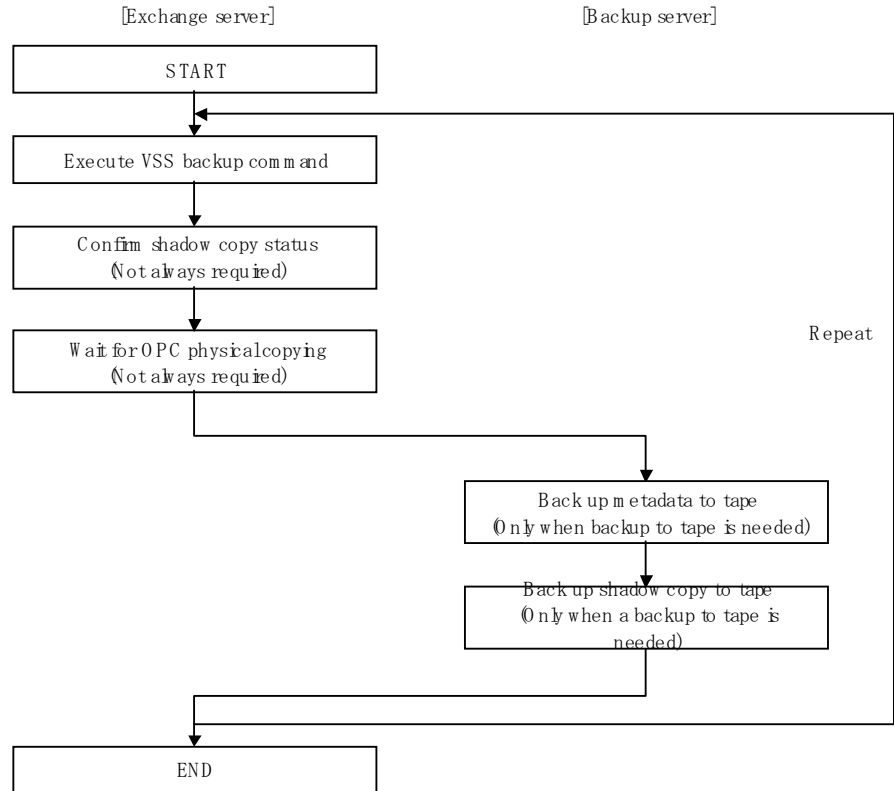 [Exchange server]
[Backup server]
START
Execute VSS backup command
Confirm shadow copy status
(Not always required)
Repeat
Wait for OPC physical copying
(Not always required)
Back up metadata to tape
(Only when backup to tape is needed)
Back up shadow copy to tape
(Only when a backup to tape is
needed)
END